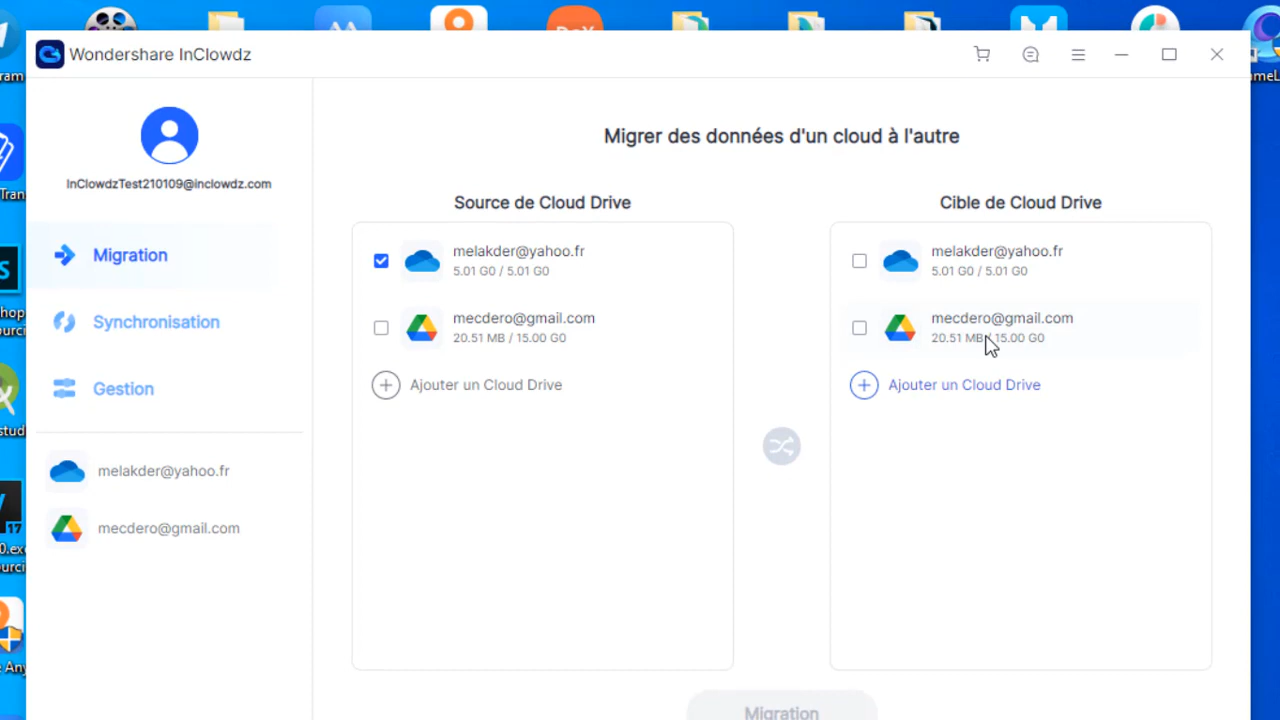 Wondershare InClowdz
InClowdzTest210109@inclowdz.com
Migration
Synchronisation
Gestion
melakder@yahoo.fr
mecdero@gmail.com
Migrer des données d'un cloud à l'autre
Source de Cloud Drive
melakder@yahoo.fr
5.01 GO / 5.01 GO
mecdero@gmail.com
20.51 MB / 15.00 GO
Ajouter un Cloud Drive
Cible de Cloud Drive
melakder@yahoo.fr
5.01 GO / 5.01 GO
mecdero@gmail.com
20.51 MB / 15.00 GO
Ajouter un Cloud Drive
Migration